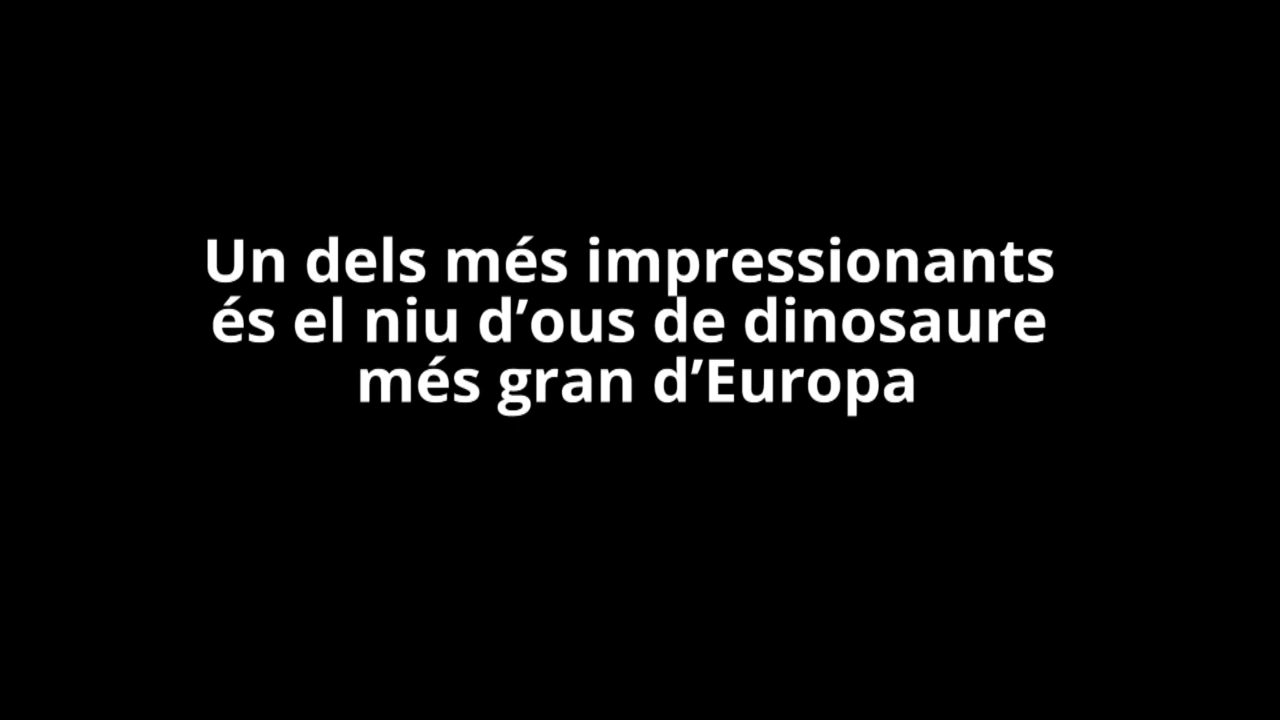 Un dels més impressionants
és el niu d’ous de dinosaure
més gran d’Europa